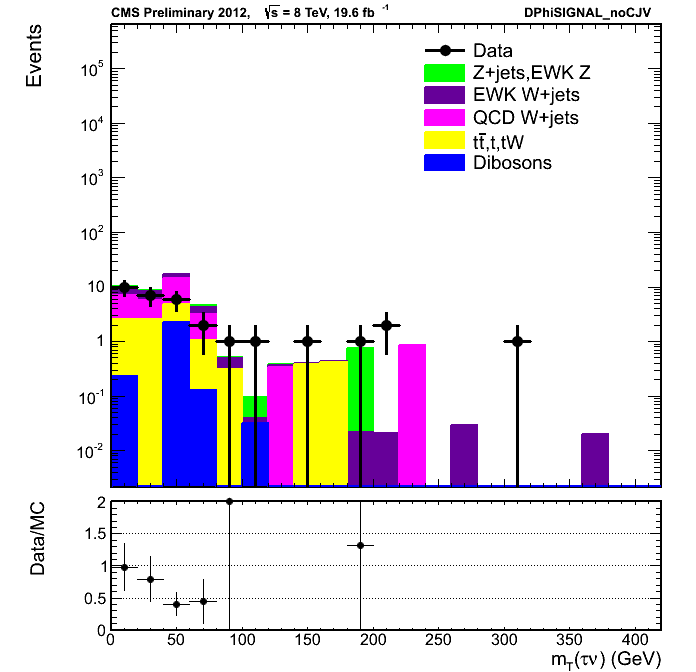 CMS Preliminary 2012, √s = 8 TeV, 19.6 fb⁻¹ DPhiSIGNAL_noCJV
Events
Data
Z+jets,EWK Z
EWK W+jets
QCD W+jets
tt̄,t,tW
Dibosons
10⁵
10⁴
10³
10²
10
1
10⁻¹
10⁻²
Data/MC
2
1.5
1
0.5
0
0 50 100 150 200 250 300 350 400
m_T(τν) (GeV)